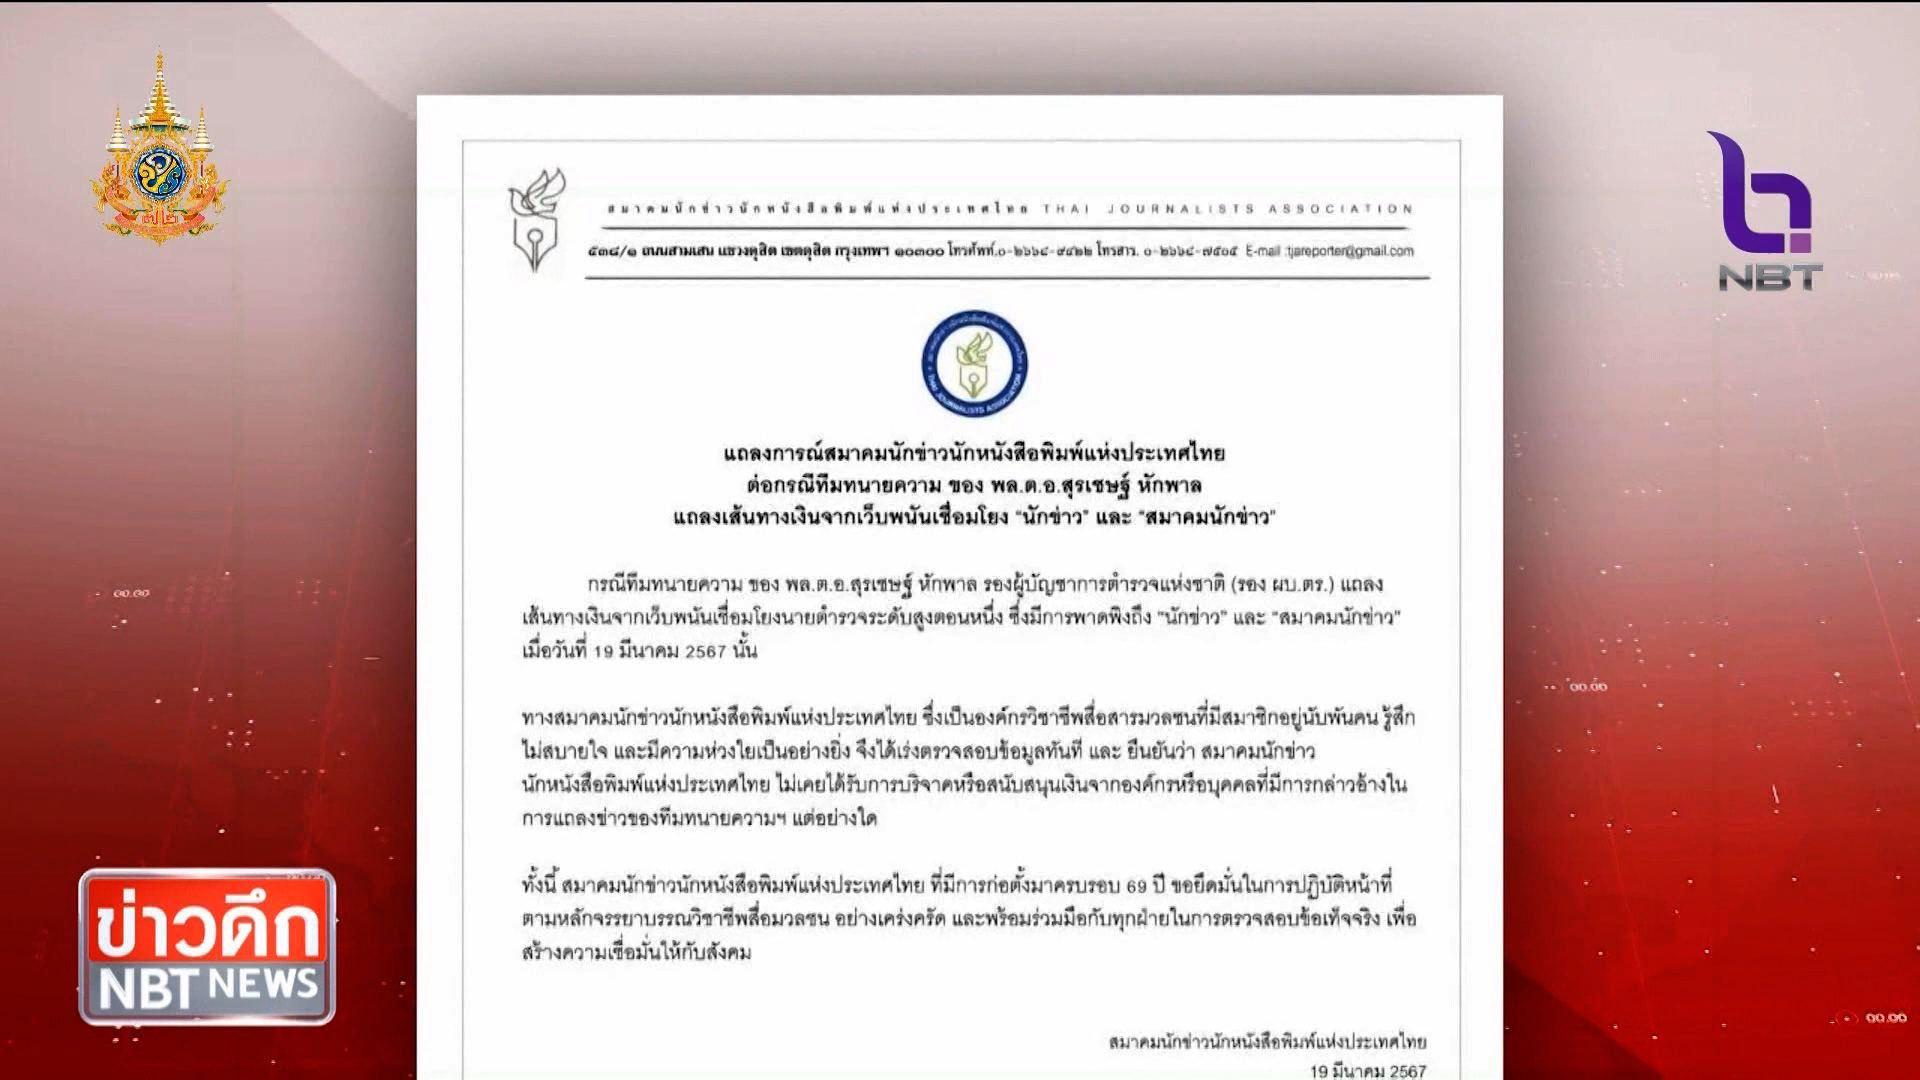 สมาคมนักข่าวนักหนังสือพิมพ์แห่งประเทศไทย THAI JOURNALISTS ASSOCIATION
๕๓๘/๑ ถนนสามเสน แขวงดุสิต เขตดุสิต กรุงเทพฯ ๑๐๓๐๐ โทรศัพท์.๐-๒๖๖๘-๙๔๒๒ โทรสาร. ๐-๒๖๖๘-๗๕๐๕ E-mail :tjareporter@gmail.com
NBT
THAI JOURNALISTS ASSOCIATION
แถลงการณ์สมาคมนักข่าวนักหนังสือพิมพ์แห่งประเทศไทย
ต่อกรณีทีมทนายความ ของ พล.ต.อ.สุรเชษฐ์ หักพาล
แถลงเส้นทางเงินจากเว็บพนันเชื่อมโยง “นักข่าว” และ “สมาคมนักข่าว”
กรณีทีมทนายความ ของ พล.ต.อ.สุรเชษฐ์ หักพาล รองผู้บัญชาการตำรวจแห่งชาติ (รอง ผบ.ตร.) แถลง
เส้นทางเงินจากเว็บพนันเชื่อมโยงนายตำรวจระดับสูงตอนหนึ่ง ซึ่งมีการพาดพิงถึง “นักข่าว” และ “สมาคมนักข่าว”
เมื่อวันที่ 19 มีนาคม 2567 นั้น
ทางสมาคมนักข่าวนักหนังสือพิมพ์แห่งประเทศไทย ซึ่งเป็นองค์กรวิชาชีพสื่อสารมวลชนที่มีสมาชิกอยู่นับพันคน รู้สึก
ไม่สบายใจ และมีความห่วงใยเป็นอย่างยิ่ง จึงได้เร่งตรวจสอบข้อมูลทันที และ ยืนยันว่า สมาคมนักข่าว
นักหนังสือพิมพ์แห่งประเทศไทย ไม่เคยได้รับการบริจาคหรือสนับสนุนเงินจากองค์กรหรือบุคคลที่มีการกล่าวอ้างใน
การแถลงข่าวของทีมทนายความฯ แต่อย่างใด
ทั้งนี้ สมาคมนักข่าวนักหนังสือพิมพ์แห่งประเทศไทย ที่มีการก่อตั้งมาครบรอบ 69 ปี ขอยึดมั่นในการปฏิบัติหน้าที่
ตามหลักจรรยาบรรณวิชาชีพสื่อมวลชน อย่างเคร่งครัด และพร้อมร่วมมือกับทุกฝ่ายในการตรวจสอบข้อเท็จจริง เพื่อ
สร้างความเชื่อมั่นให้กับสังคม
สมาคมนักข่าวนักหนังสือพิมพ์แห่งประเทศไทย
19 มีนาคม 2567
ข่าวดึก
NBT NEWS
00.00
00.00
00.00